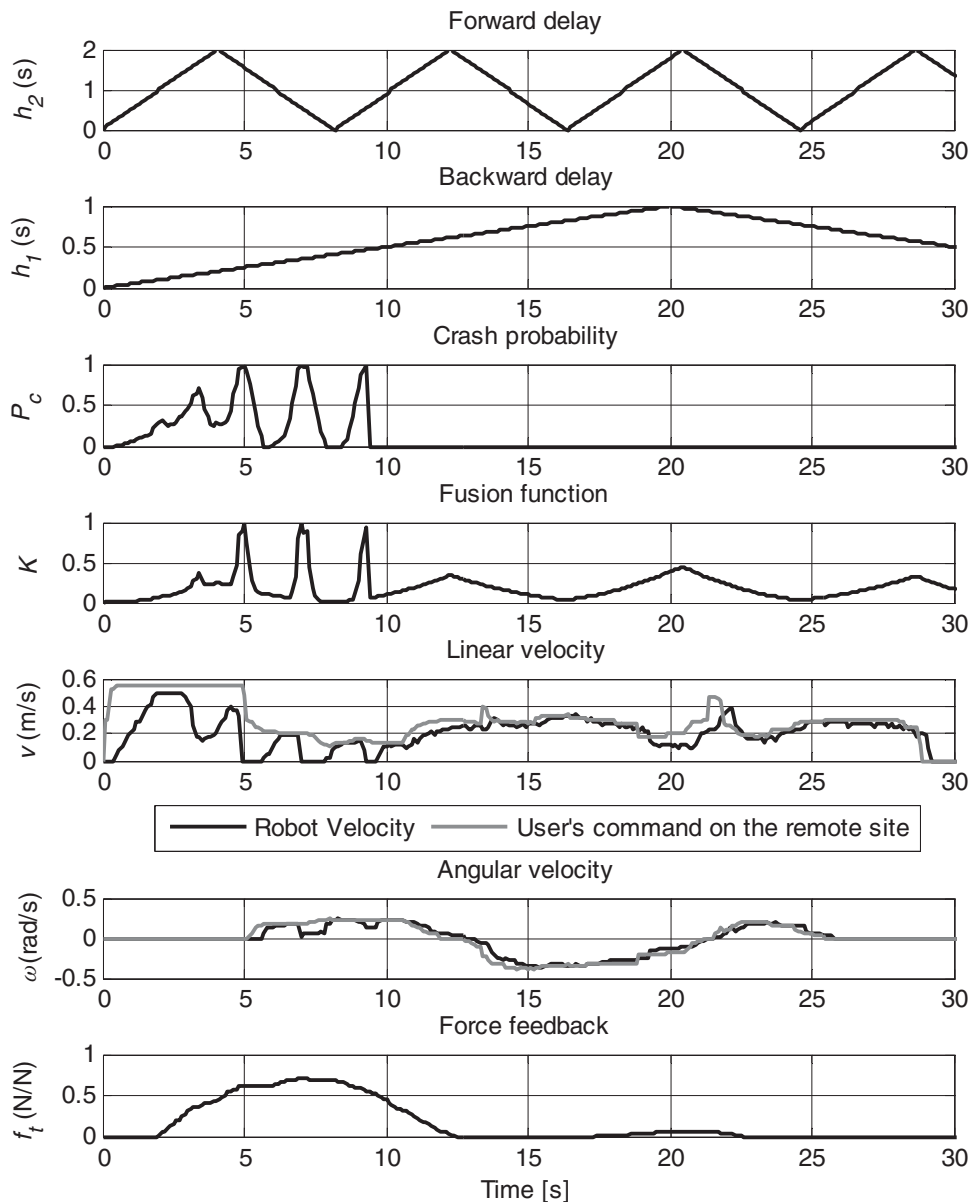 Forward delay
h2 (s)
2
1
0
0 5 10 15 20 25 30
Backward delay
h1 (s)
1
0.5
0
0 5 10 15 20 25 30
Crash probability
Pc
1
0.5
0
0 5 10 15 20 25 30
Fusion function
K
1
0.5
0
0 5 10 15 20 25 30
Linear velocity
v (m/s)
0.6
0.4
0.2
0
0 5 10 15 20 25 30
Robot Velocity User's command on the remote site
Angular velocity
ω (rad/s)
0.5
0
-0.5
0 5 10 15 20 25 30
Force feedback
ft (N/N)
1
0.5
0
0 5 10 15 20 25 30
Time [s]